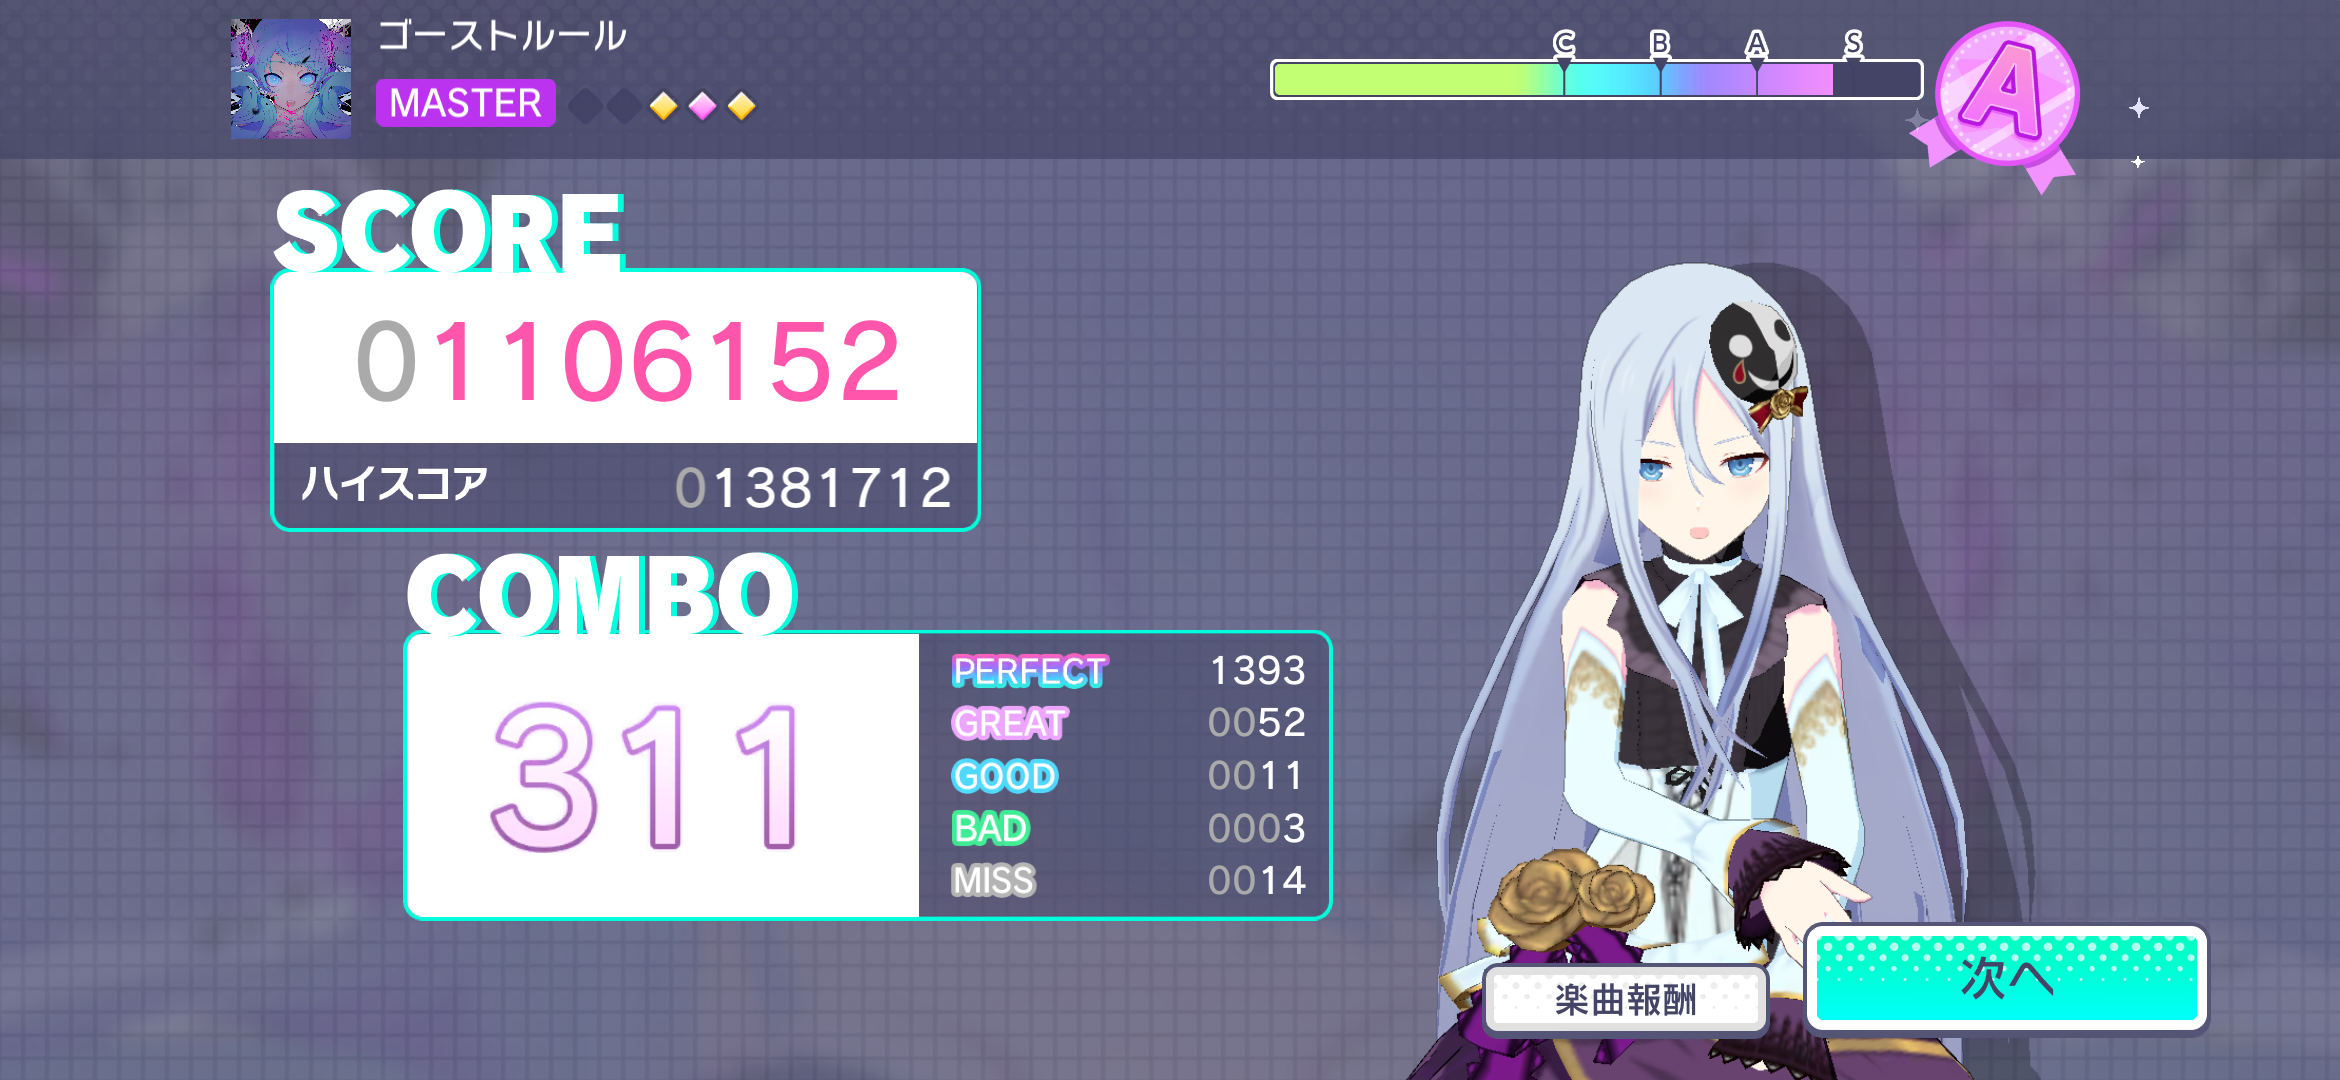 ゴーストルール
MASTER
C B A S
A
SCORE
01106152
ハイスコア 01381712
COMBO
311
PERFECT 1393
GREAT 0052
GOOD 0011
BAD 0003
MISS 0014
楽曲報酬
次へ